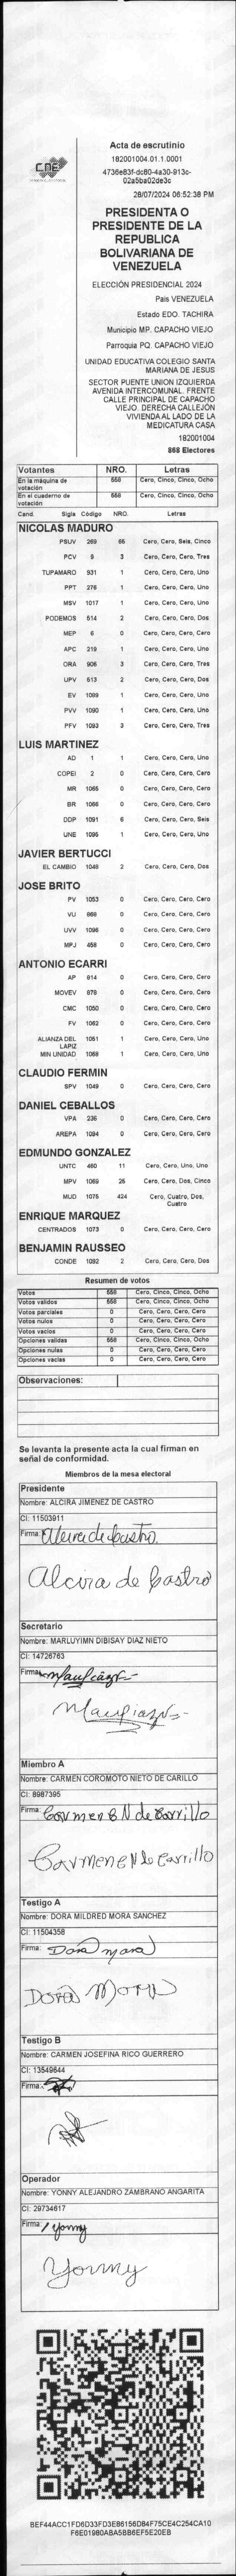 CNE
Acta de escrutinio
182001004.01.1.0001
4736e83f-dc80-4a30-913c-
02a5ba02de3c
28/07/2024 06:52:38 PM
PRESIDENTA O
PRESIDENTE DE LA
REPUBLICA
BOLIVARIANA DE
VENEZUELA
ELECCIÓN PRESIDENCIAL 2024
Pais VENEZUELA
Estado EDO. TACHIRA
Municipio MP. CAPACHO VIEJO
Parroquia PQ. CAPACHO VIEJO
UNIDAD EDUCATIVA COLEGIO SANTA
MARIANA DE JESUS
SECTOR PUENTE UNION IZQUIERDA
AVENIDA INTERCOMUNAL. FRENTE
CALLE PRINCIPAL DE CAPACHO
VIEJO. DERECHA CALLEJÓN
VIVIENDA AL LADO DE LA
MEDICATURA CASA
182001004
868 Electores
Votantes NRO. Letras
En la máquina de votación 558 Cero, Cinco, Cinco, Ocho
En el cuaderno de votación 558 Cero, Cinco, Cinco, Ocho
Cand. Sigla Código NRO. Letras
NICOLAS MADURO
PSUV 269 65 Cero, Cero, Seis, Cinco
PCV 9 3 Cero, Cero, Cero, Tres
TUPAMARO 931 1 Cero, Cero, Cero, Uno
PPT 276 1 Cero, Cero, Cero, Uno
MSV 1017 1 Cero, Cero, Cero, Uno
PODEMOS 514 2 Cero, Cero, Cero, Dos
MEP 6 0 Cero, Cero, Cero, Cero
APC 219 1 Cero, Cero, Cero, Uno
ORA 906 3 Cero, Cero, Cero, Tres
UPV 613 2 Cero, Cero, Cero, Dos
EV 1089 1 Cero, Cero, Cero, Uno
PVV 1090 1 Cero, Cero, Cero, Uno
PFV 1093 3 Cero, Cero, Cero, Tres
LUIS MARTINEZ
AD 1 1 Cero, Cero, Cero, Uno
COPEI 2 0 Cero, Cero, Cero, Cero
MR 1065 0 Cero, Cero, Cero, Cero
BR 1066 0 Cero, Cero, Cero, Cero
DDP 1091 6 Cero, Cero, Cero, Seis
UNE 1095 1 Cero, Cero, Cero, Uno
JAVIER BERTUCCI
EL CAMBIO 1048 2 Cero, Cero, Cero, Dos
JOSE BRITO
PV 1053 0 Cero, Cero, Cero, Cero
VU 968 0 Cero, Cero, Cero, Cero
UVV 1096 0 Cero, Cero, Cero, Cero
MPJ 458 0 Cero, Cero, Cero, Cero
ANTONIO ECARRI
AP 914 0 Cero, Cero, Cero, Cero
MOVEV 978 0 Cero, Cero, Cero, Cero
CMC 1050 0 Cero, Cero, Cero, Cero
FV 1062 0 Cero, Cero, Cero, Cero
ALIANZA DEL LAPIZ 1051 1 Cero, Cero, Cero, Uno
MIN UNIDAD 1068 1 Cero, Cero, Cero, Uno
CLAUDIO FERMIN
SPV 1049 0 Cero, Cero, Cero, Cero
DANIEL CEBALLOS
VPA 236 0 Cero, Cero, Cero, Cero
AREPA 1094 0 Cero, Cero, Cero, Cero
EDMUNDO GONZALEZ
UNTC 460 11 Cero, Cero, Uno, Uno
MPV 1069 25 Cero, Cero, Dos, Cinco
MUD 1075 424 Cero, Cuatro, Dos, Cuatro
ENRIQUE MARQUEZ
CENTRADOS 1073 0 Cero, Cero, Cero, Cero
BENJAMIN RAUSSEO
CONDE 1092 2 Cero, Cero, Cero, Dos
Resumen de votos
Votos 558 Cero, Cinco, Cinco, Ocho
Votos validos 558 Cero, Cinco, Cinco, Ocho
Votos parciales 0 Cero, Cero, Cero, Cero
Votos nulos 0 Cero, Cero, Cero, Cero
Votos vacíos 0 Cero, Cero, Cero, Cero
Opciones validas 558 Cero, Cinco, Cinco, Ocho
Opciones nulas 0 Cero, Cero, Cero, Cero
Opciones vacías 0 Cero, Cero, Cero, Cero
Observaciones:
Se levanta la presente acta la cual firman en
señal de conformidad.
Miembros de la mesa electoral
Presidente
Nombre: ALCIRA JIMENEZ DE CASTRO
CI: 11503911
Firma: Alcira de Castro
Alcira de Castro
Secretario
Nombre: MARLUYIMN DIBISAY DIAZ NIETO
CI: 14726763
Firma:
Miembro A
Nombre: CARMEN COROMOTO NIETO DE CARILLO
CI: 8987395
Firma: Carmen E N de Carrillo
Carmen E N de Carrillo
Testigo A
Nombre: DORA MILDRED MORA SANCHEZ
CI: 11504358
Firma: Dora Mora
Dora Mora
Testigo B
Nombre: CARMEN JOSEFINA RICO GUERRERO
CI: 13549844
Firma:
Operador
Nombre: YONNY ALEJANDRO ZAMBRANO ANGARITA
CI: 29734617
Firma: Yonny
Yonny
BEF44ACC1FD6D33FD3E86156D84F75CE4C254CA10
F6E01980ABA5BB6EF5E20EB